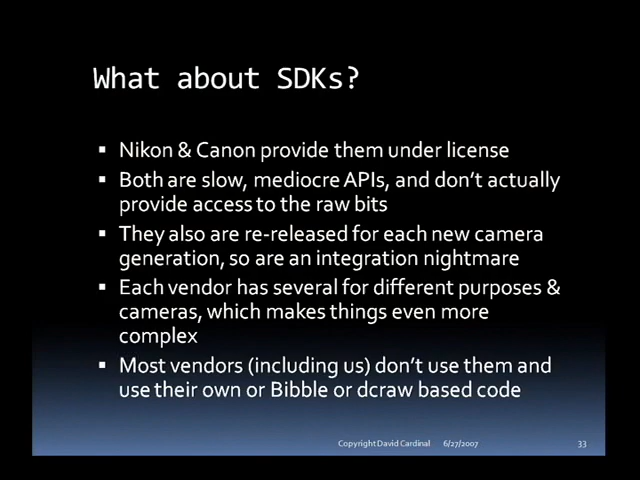 What about SDKs?
▪ Nikon & Canon provide them under license
▪ Both are slow, mediocre APIs, and don't actually
provide access to the raw bits
▪ They also are re-released for each new camera
generation, so are an integration nightmare
▪ Each vendor has several for different purposes &
cameras, which makes things even more
complex
▪ Most vendors (including us) don't use them and
use their own or Bibble or dcraw based code
Copyright David Cardinal 6/27/2007 33